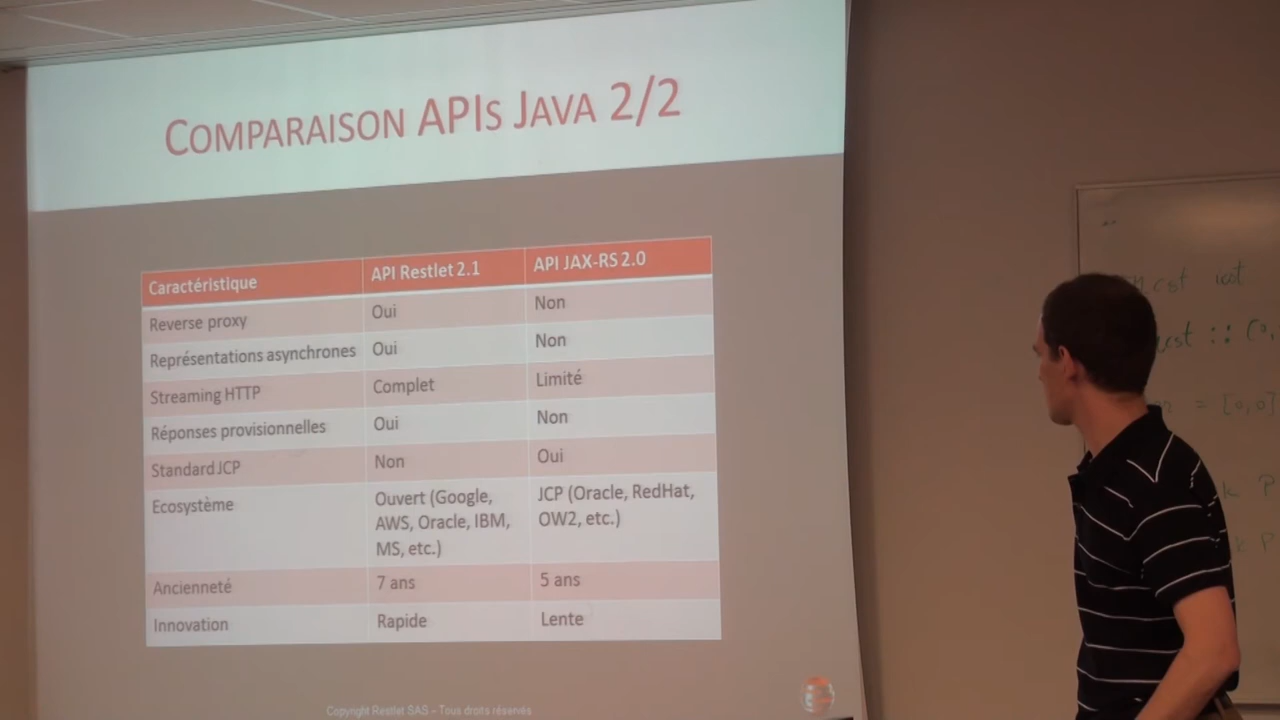 COMPARAISON APIS JAVA 2/2
Caractéristique API Restlet 2.1 API JAX-RS 2.0
Reverse proxy Oui Non
Représentations asynchrones Oui Non
Streaming HTTP Complet Limité
Réponses provisionnelles Oui Non
Standard JCP Non Oui
Ecosystème Ouvert (Google, JCP (Oracle, RedHat,
AWS, Oracle, IBM, OW2, etc.)
MS, etc.)
Ancienneté 7 ans 5 ans
Innovation Rapide Lente
Copyright Restlet SAS – Tous droits réservés
:: (
= [0,0]